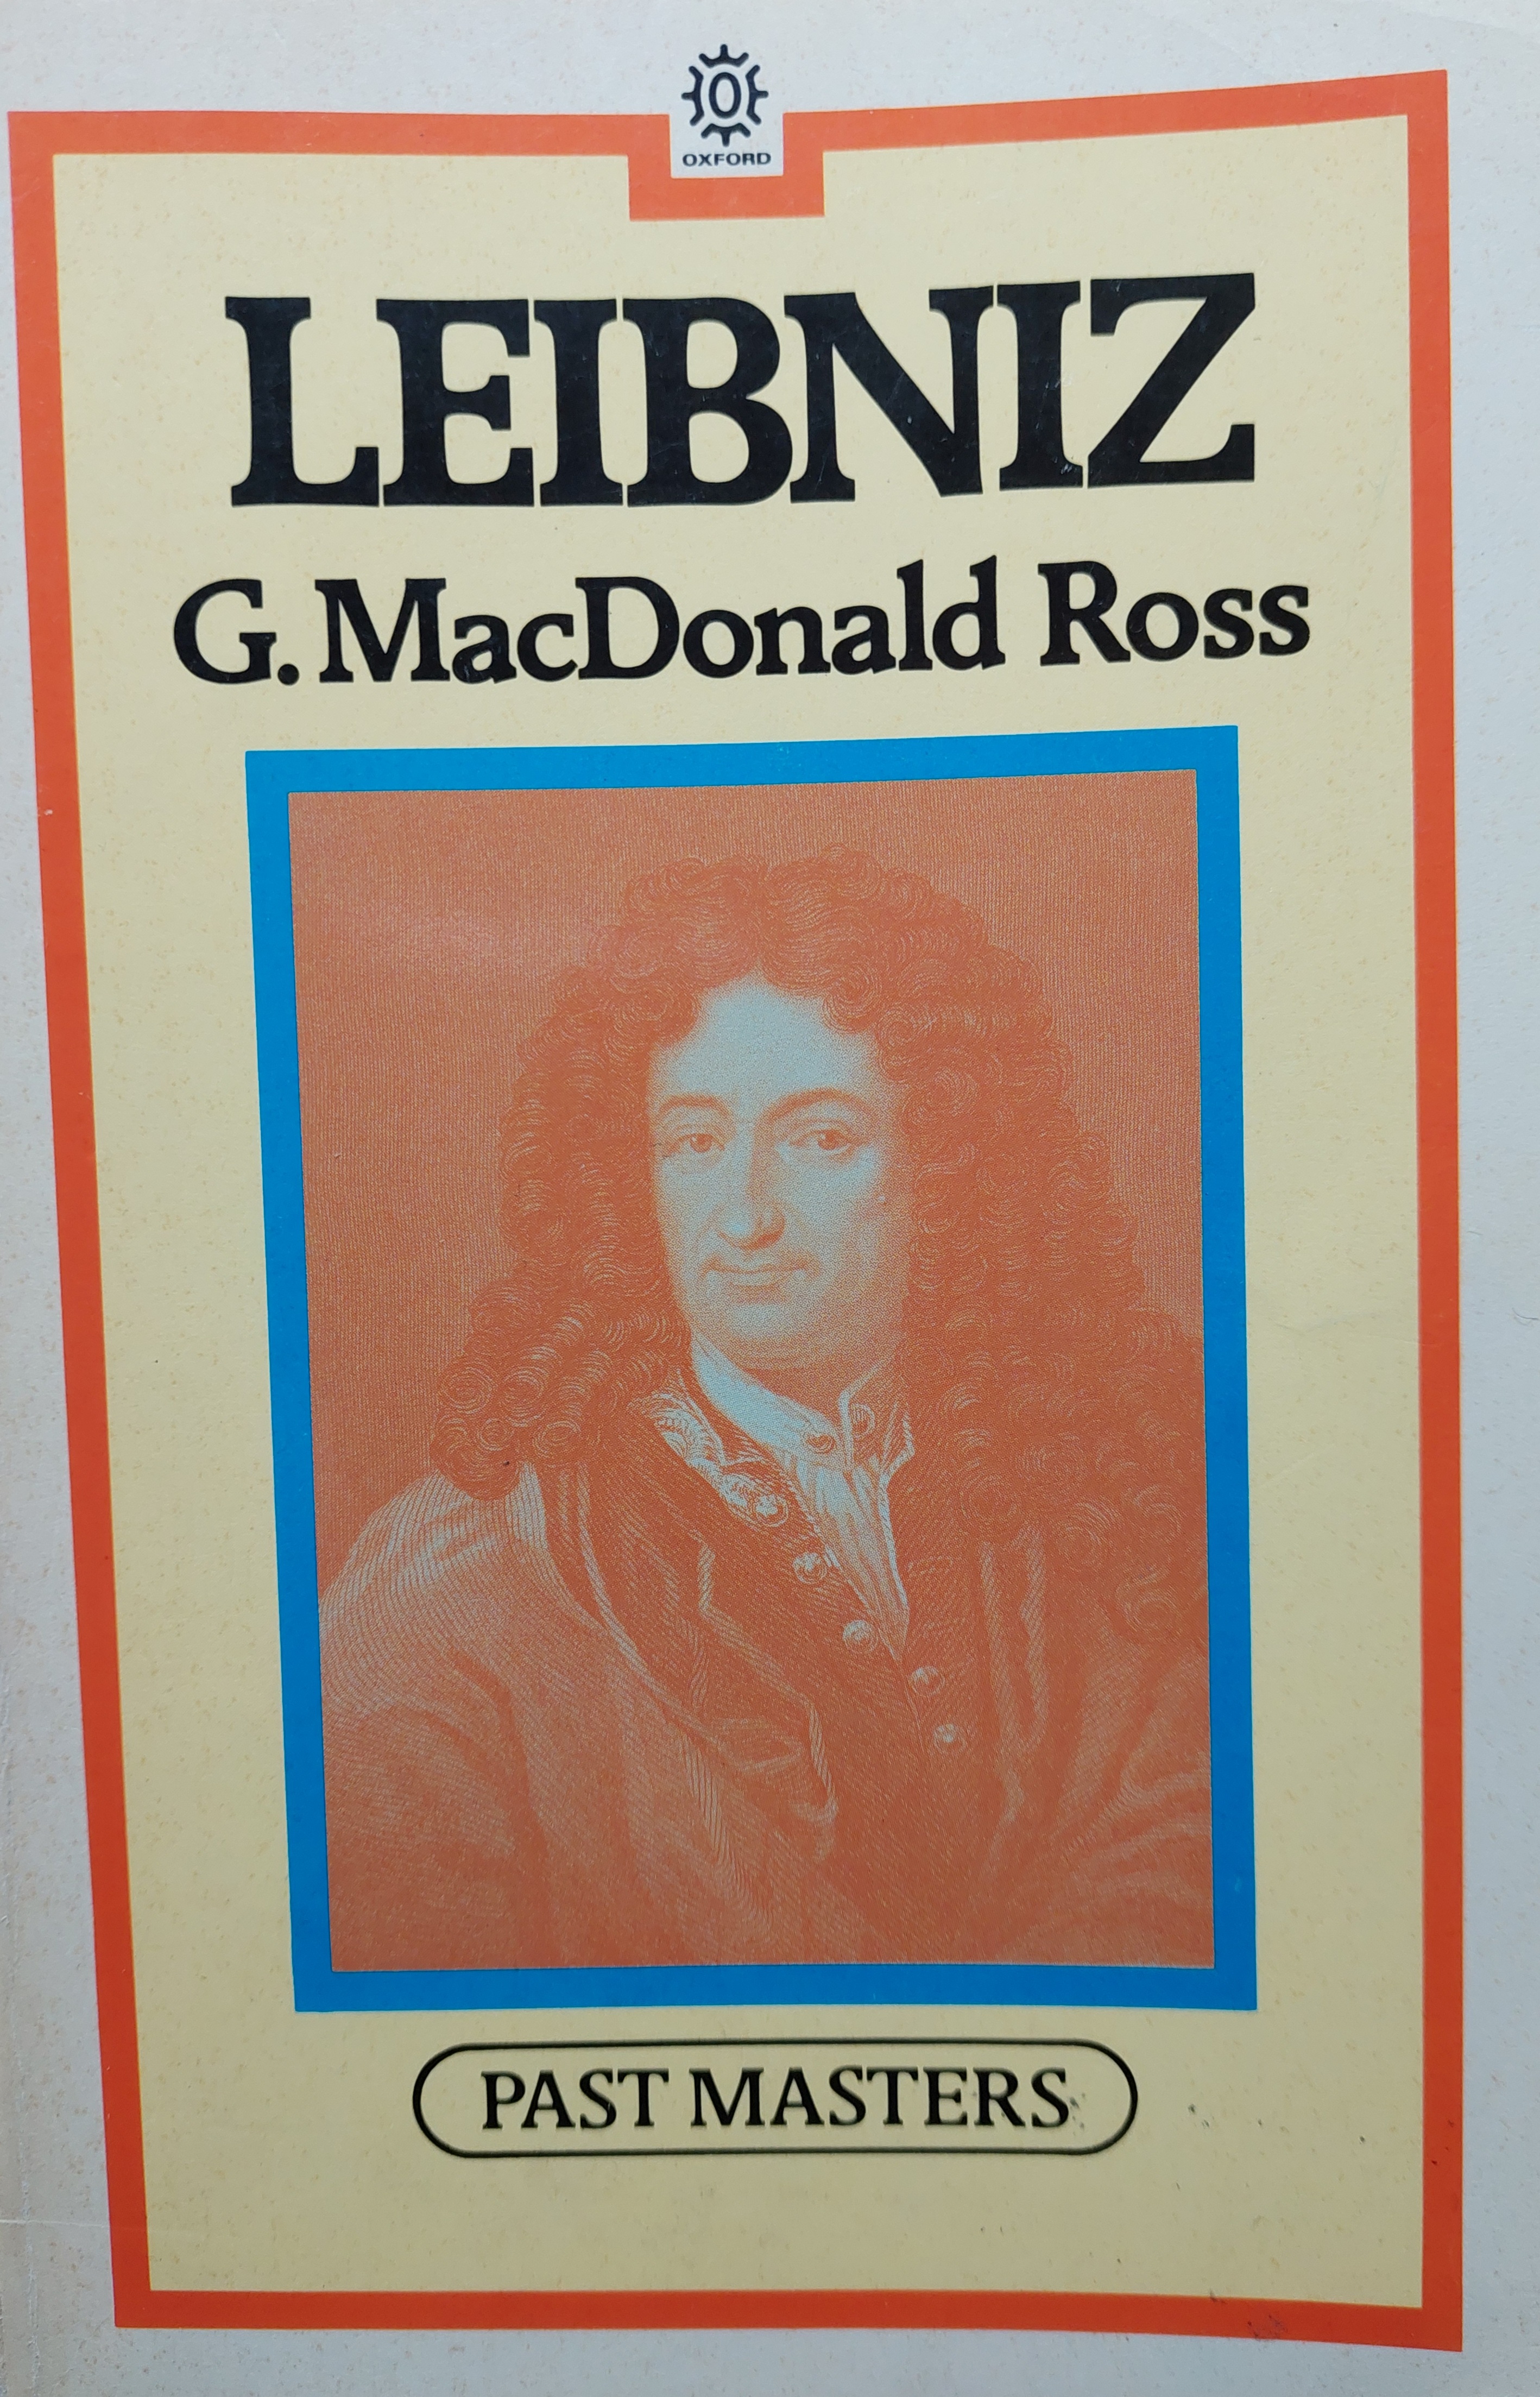 OXFORD
LEIBNIZ
G. MacDonald Ross
PAST MASTERS